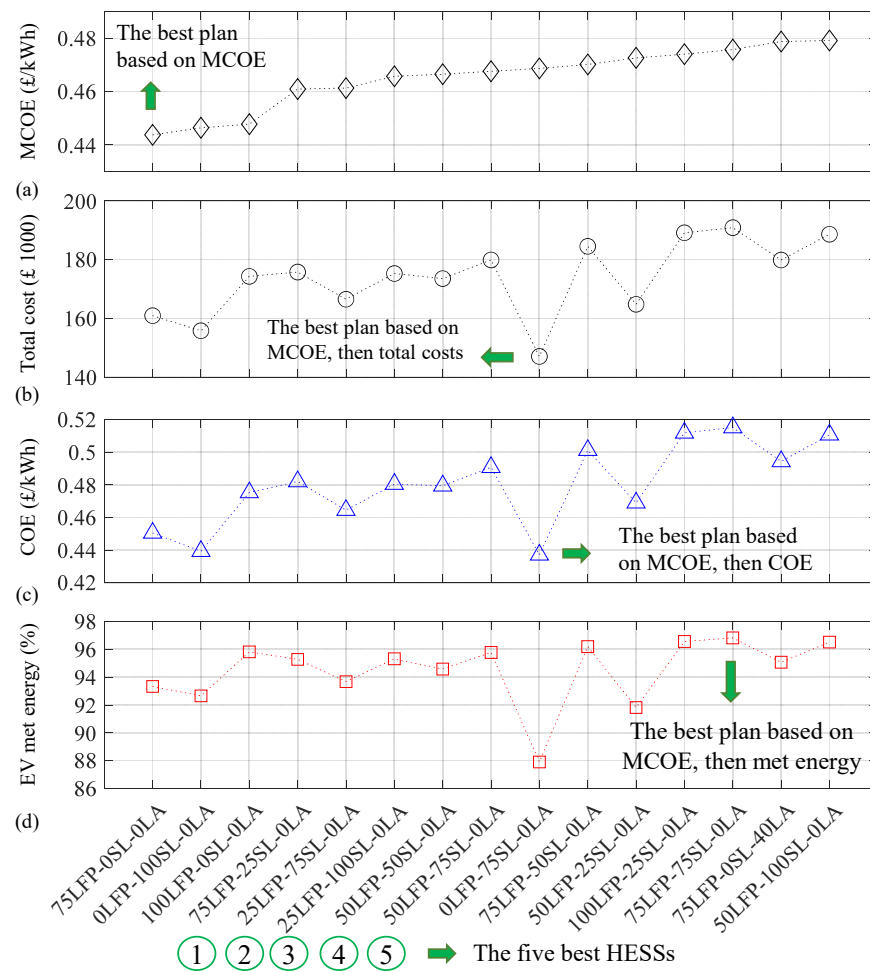 The best plan
based on MCOE
MCOE (£/kWh)
0.48
0.46
0.44
(a)
Total cost (£ 1000)
200
180
160
140
The best plan based on
MCOE, then total costs
(b)
COE (£/kWh)
0.52
0.5
0.48
0.46
0.44
0.42
The best plan based
on MCOE, then COE
(c)
EV met energy (%)
98
96
94
92
90
88
86
The best plan based on
MCOE, then met energy
(d)
75LFP-0SL-0LA
0LFP-100SL-0LA
100LFP-0SL-0LA
75LFP-25SL-0LA
25LFP-75SL-0LA
25LFP-100SL-0LA
50LFP-50SL-0LA
50LFP-75SL-0LA
0LFP-75SL-0LA
75LFP-50SL-0LA
50LFP-25SL-0LA
100LFP-25SL-0LA
75LFP-75SL-0LA
75LFP-0SL-40LA
50LFP-100SL-0LA
1 2 3 4 5 The five best HESSs